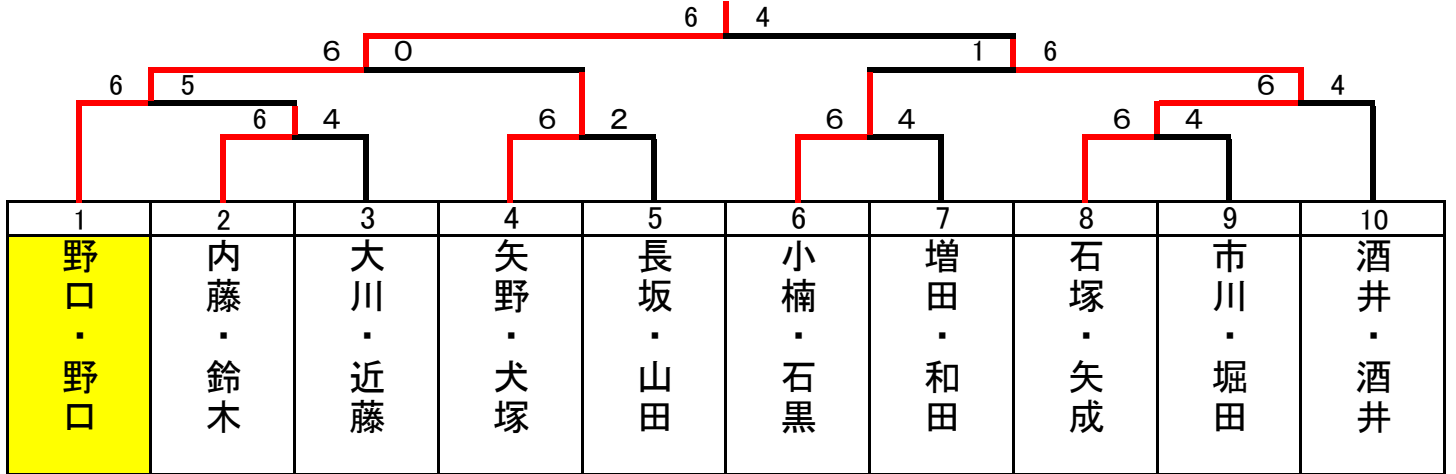 6 4
６ ０ 1 6
6 5 ６ 4
6 ４ ６ ２ ６ ４ ６ ４
1 2 3 4 5 6 7 8 9 10
野口・野口
内藤・鈴木
大川・近藤
矢野・犬塚
長坂・山田
小楠・石黒
増田・和田
石塚・矢成
市川・堀田
酒井・酒井